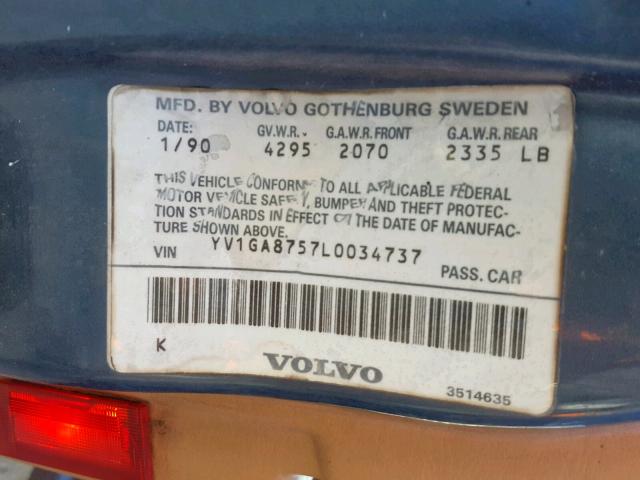 MFD. BY VOLVO GOTHENBURG SWEDEN
DATE: G.V.W.R. G.A.W.R. FRONT G.A.W.R. REAR
1/90 4295 2070 2335 LB
THIS VEHICLE CONFORMS TO ALL APPLICABLE FEDERAL
MOTOR VEHICLE SAFETY, BUMPER AND THEFT PROTEC-
TION STANDARDS IN EFFECT ON THE DATE OF MANUFAC-
TURE SHOWN ABOVE.
VIN YV1GA8757L0034737
PASS. CAR
K
VOLVO
3514635